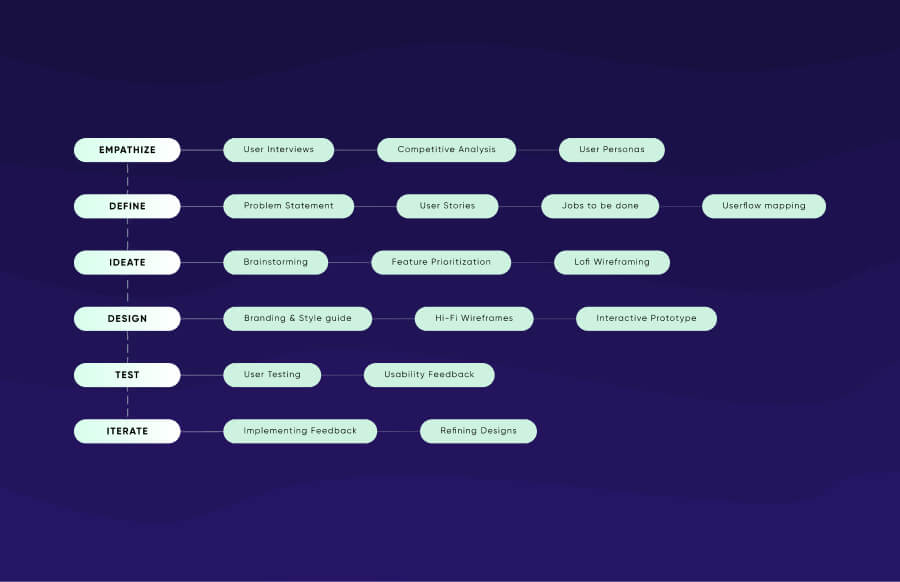 EMPATHIZE User Interviews Competitive Analysis User Personas
DEFINE Problem Statement User Stories Jobs to be done Userflow mapping
IDEATE Brainstorming Feature Prioritization Lofi Wireframing
DESIGN Branding & Style guide Hi-Fi Wireframes Interactive Prototype
TEST User Testing Usability Feedback
ITERATE Implementing Feedback Refining Designs